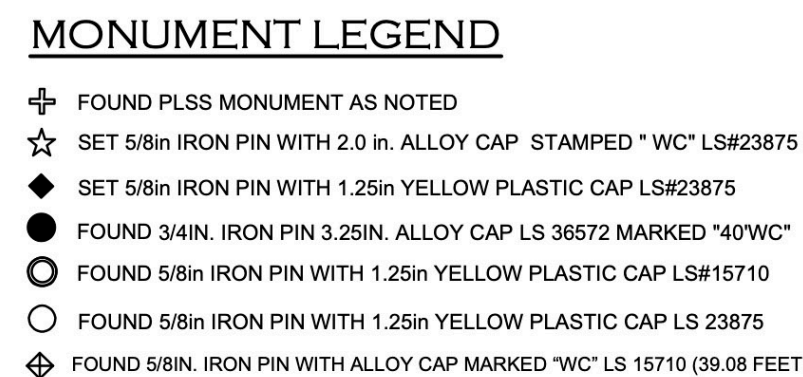 MONUMENT LEGEND
FOUND PLSS MONUMENT AS NOTED
SET 5/8in IRON PIN WITH 2.0 in. ALLOY CAP STAMPED " WC" LS#23875
SET 5/8in IRON PIN WITH 1.25in YELLOW PLASTIC CAP LS#23875
FOUND 3/4IN. IRON PIN 3.25IN. ALLOY CAP LS 36572 MARKED "40'WC"
FOUND 5/8in IRON PIN WITH 1.25in YELLOW PLASTIC CAP LS#15710
FOUND 5/8in IRON PIN WITH 1.25in YELLOW PLASTIC CAP LS 23875
FOUND 5/8IN. IRON PIN WITH ALLOY CAP MARKED “WC” LS 15710 (39.08 FEET